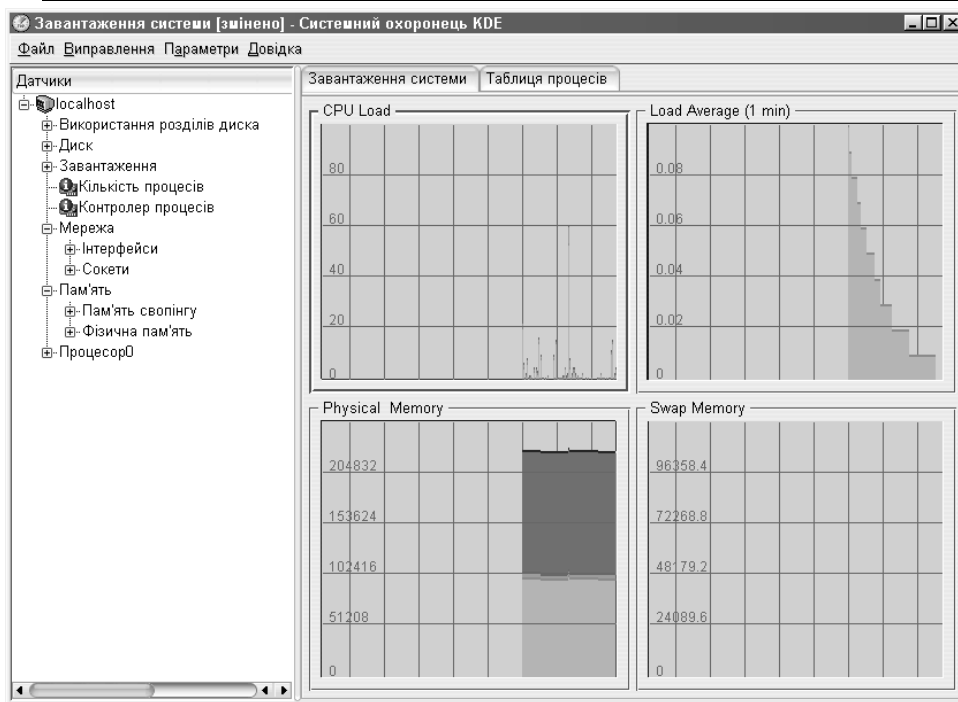 Завантаження системи [змінено] - Системний охоронець KDE
Файл Виправлення Параметри Довідка
Датчики
localhost
Використання розділів диска
Диск
Завантаження
Кількість процесів
Контролер процесів
Мережа
Інтерфейси
Сокети
Пам'ять
Пам'ять свопінгу
Фізична пам'ять
Процесор0
Завантаження системи Таблиця процесів
CPU Load
80
60
40
20
0
Load Average (1 min)
0.08
0.06
0.04
0.02
0
Physical Memory
204832
153624
102416
51208
0
Swap Memory
96358.4
72268.8
48179.2
24089.6
0